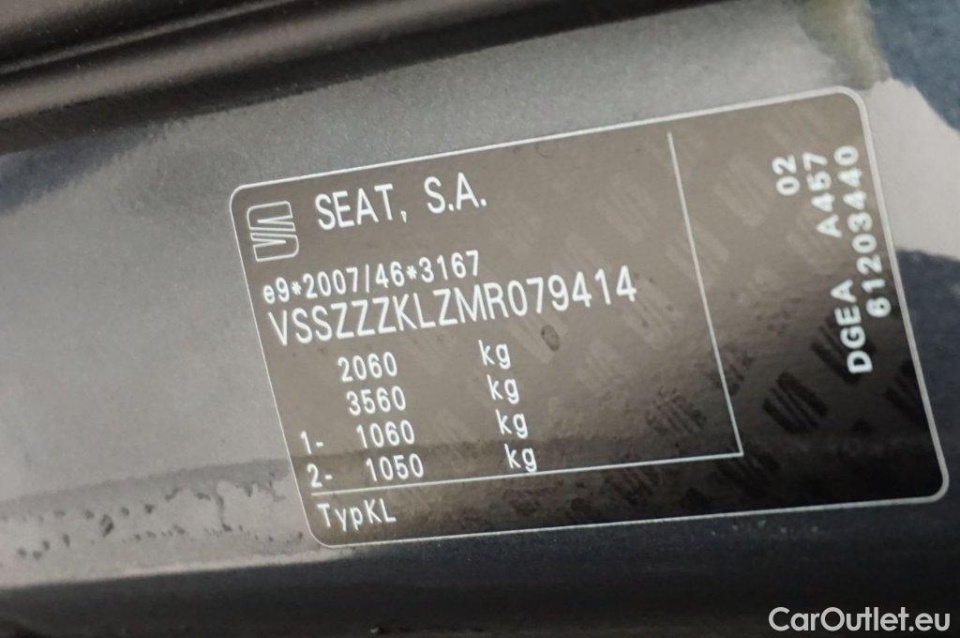 SEAT, S.A.
e9*2007/46*3167
VSSZZZKLZMR079414
2060 kg
3560 kg
1- 1060 kg
2- 1050 kg
TypKL
02
DGEA A457
61203440
CarOutlet.eu